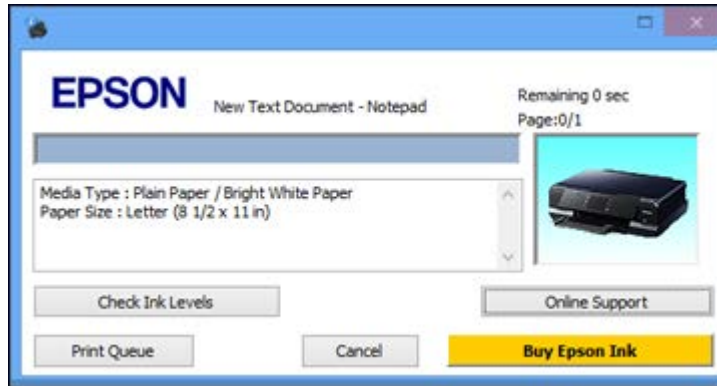 EPSON
New Text Document - Notepad
Remaining 0 sec
Page:0/1
Media Type : Plain Paper / Bright White Paper
Paper Size : Letter (8 1/2 x 11 in)
Check Ink Levels
Online Support
Print Queue
Cancel
Buy Epson Ink